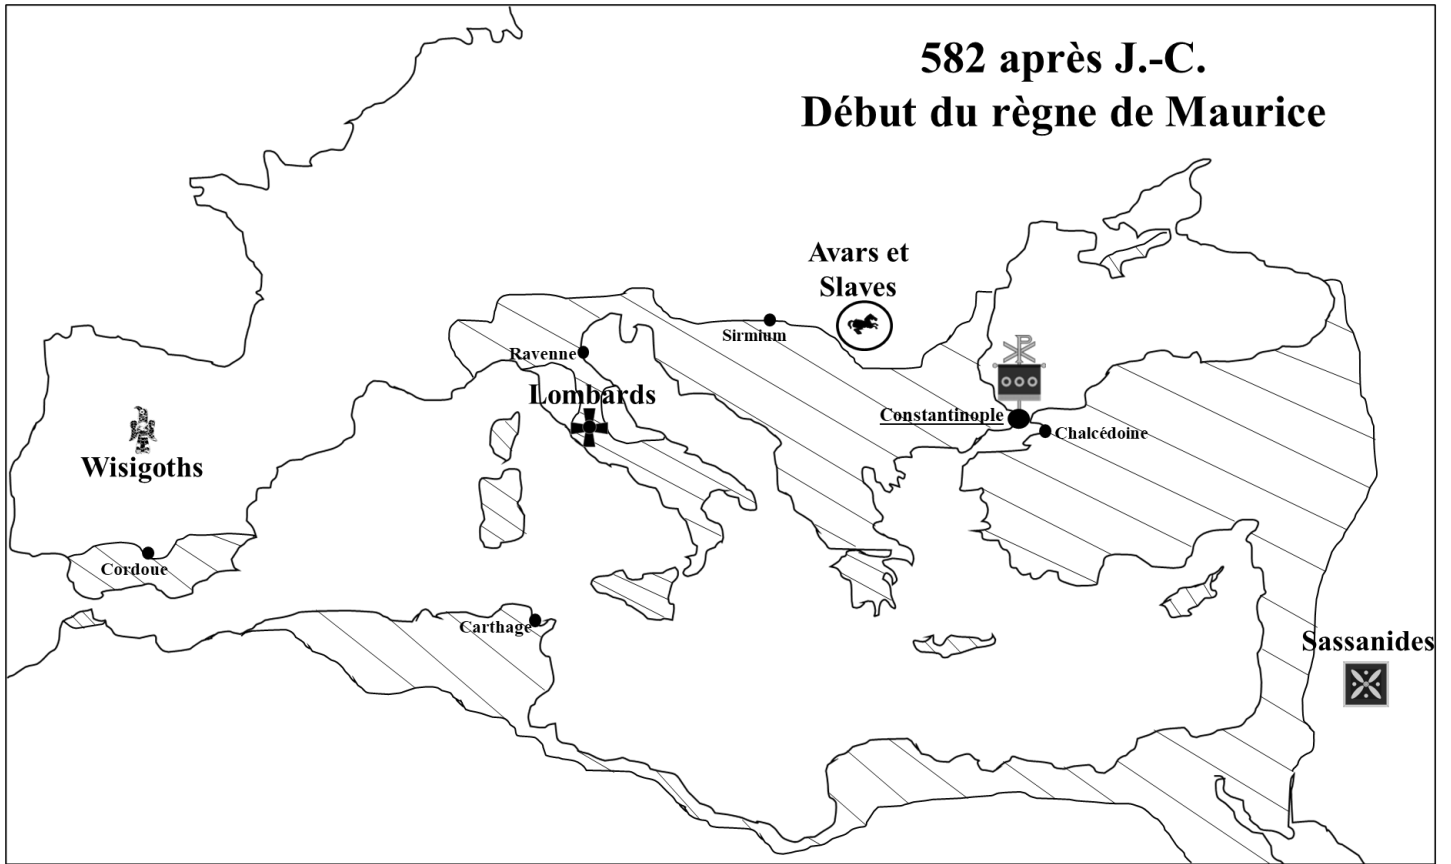 582 après J.-C.
Début du règne de Maurice
Avars et
Slaves
Sirmium
Ravenne
Lombards
Constantinople
Chalcédoine
Wisigoths
Cordoue
Carthage
Sassanides